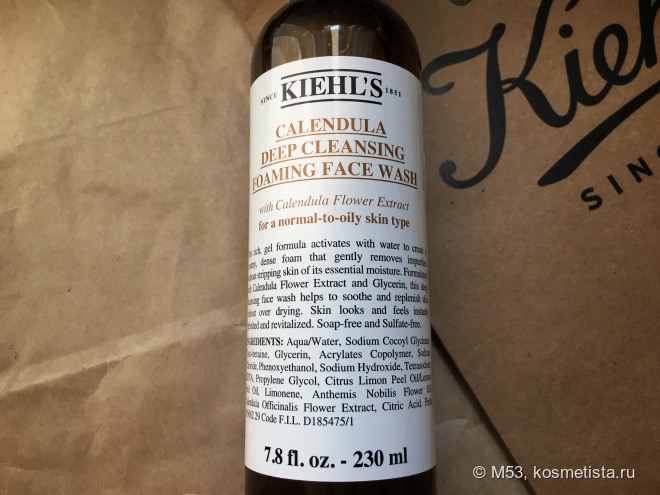 SINCE KIEHL'S 1851
CALENDULA
DEEP CLEANSING
FOAMING FACE WASH
with Calendula Flower Extract
for a normal-to-oily skin type
rich, gel formula activates with water to create a
dense foam that gently removes impurities
stripping skin of its essential moisture. Formulated
Calendula Flower Extract and Glycerin, this deep
face wash helps to soothe and replenish skin
over drying. Skin looks and feels instantly
and revitalized. Soap-free and Sulfate-free.
INGREDIENTS: Aqua/Water, Sodium Cocoyl Glycinate,
Glycerin, Acrylates Copolymer, Sodium
Phenoxyethanol, Sodium Hydroxide, Tetrasodium
Propylene Glycol, Citrus Limon Peel Oil/Lemon
Oil, Limonene, Anthemis Nobilis Flower
Officinalis Flower Extract, Citric Acid.
29 Code F.I.L. D185475/1
7.8 fl. oz. - 230 ml
Kieh
SINC
© M53, kosmetista.ru